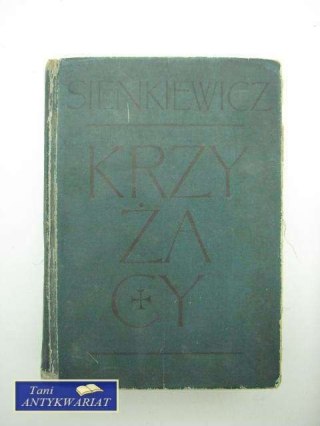 SIENKIEWICZ
KRZY
ŻA
CY
Tani
ANTYKWARIAT